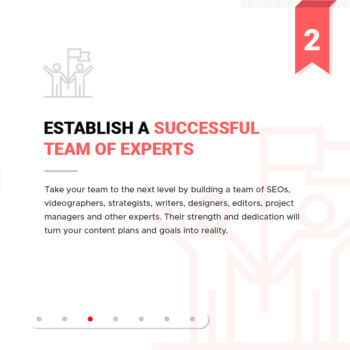 2
ESTABLISH A SUCCESSFUL
TEAM OF EXPERTS
Take your team to the next level by building a team of SEOs,
videographers, strategists, writers, designers, editors, project
managers and other experts. Their strength and dedication will
turn your content plans and goals into reality.